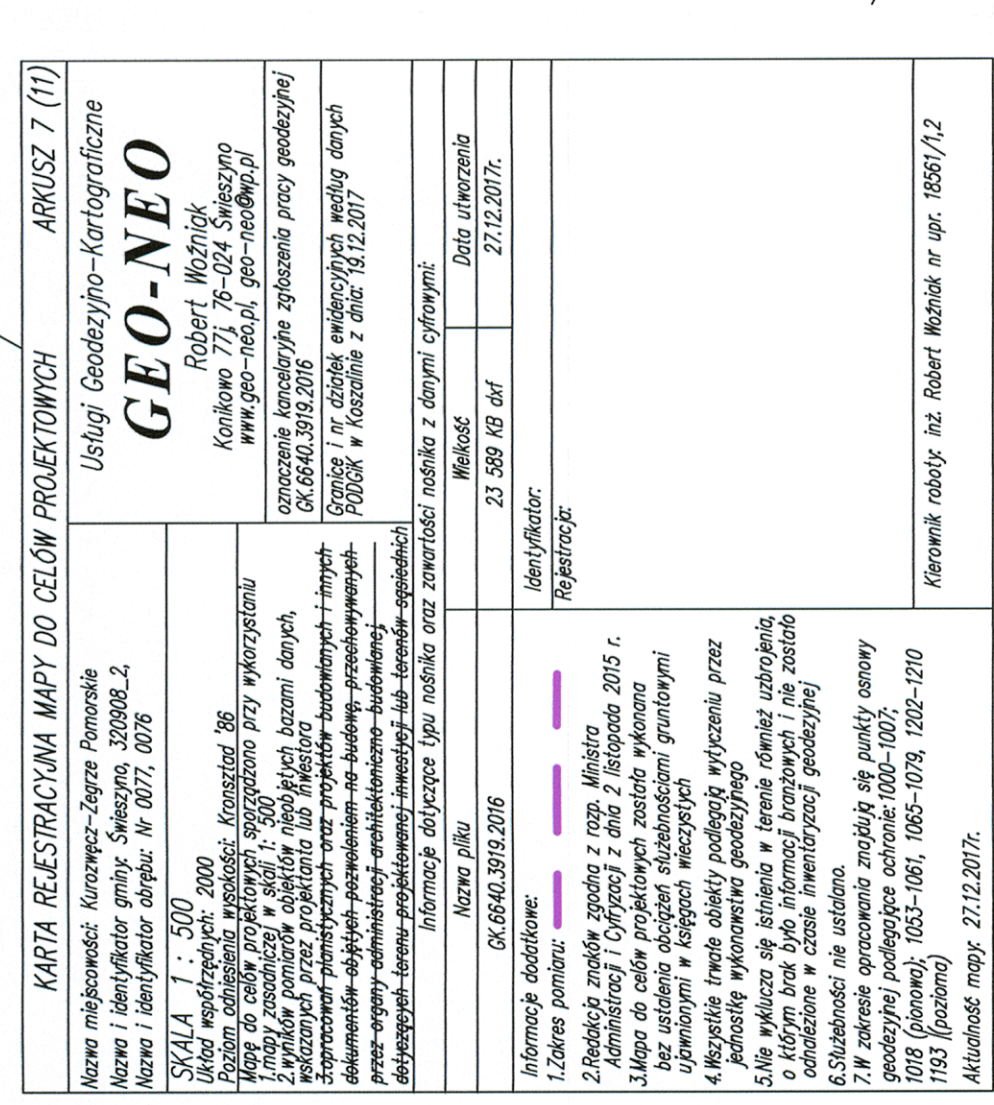 KARTA REJESTRACYJNA MAPY DO CELÓW PROJEKTOWYCH ARKUSZ 7 (11)
Nazwa miejscowości: Kurozwęcz-Zegrze Pomorskie
Nazwa i identyfikator gminy: Świeszyno, 320908_2,
Nazwa i identyfikator obrębu: Nr 0077, 0076
SKALA 1 : 500
Układ współrzędnych: 2000
Poziom odniesienia wysokości: Kronsztad '86
Mapę do celów projektowych sporządzono przy wykorzystaniu
1.mapy zasadniczej w skali 1: 500
2.wyników pomiarów obiektów nieobjętych bazami danych,
wskazanych przez projektanta lub inwestora
3.opracowań planistycznych oraz projektów budowlanych i innych
dokumentów objętych pozwoleniem na budowę, przechowywanych
przez organy administracji architektoniczno budowlanej,
dotyczących terenu projektowanej inwestycji lub terenów sąsiednich
Usługi Geodezyjno-Kartograficzne
GEO-NEO
Robert Woźniak
Konikowo 77j, 76-024 Świeszyno
www.geo-neo.pl, geo-neo@wp.pl
oznaczenie kancelaryjne zgłoszenia pracy geodezyjnej
GK.6640.3919.2016
Granice i nr działek ewidencyjnych według danych
PODGiK w Koszalinie z dnia: 19.12.2017
Informacje dotyczące typu nośnika oraz zawartości nośnika z danymi cyfrowymi:
Nazwa pliku Wielkość Data utworzenia
GK.6640.3919.2016 23 589 KB dxf 27.12.2017r.
Informacje dodatkowe:
1.Zakres pomiaru:
2.Redakcja znaków zgodna z rozp. Ministra
Administracji i Cyfryzacji z dnia 2 listopada 2015 r.
3.Mapa do celów projektowych została wykonana
bez ustalenia obciążeń służebnościami gruntowymi
ujawnionymi w księgach wieczystych
4.Wszystkie trwałe obiekty podlegają wytyczeniu przez
jednostkę wykonawstwa geodezyjnego
5.Nie wyklucza się istnienia w terenie również uzbrojenia,
o którym brak było informacji branżowych i nie zostało
odnalezione w czasie inwentaryzacji geodezyjnej
6.Służebności nie ustalano.
7.W zakresie opracowania znajdują się punkty osnowy
geodezyjnej podlegające ochronie: 1000-1007;
1018 (pionowa); 1053-1061, 1065-1079, 1202-1210
1193 (pozioma)
Aktualność mapy: 27.12.2017r.
Identyfikator:
Rejestracja:
Kierownik roboty: inż. Robert Woźniak nr upr. 18561/1,2